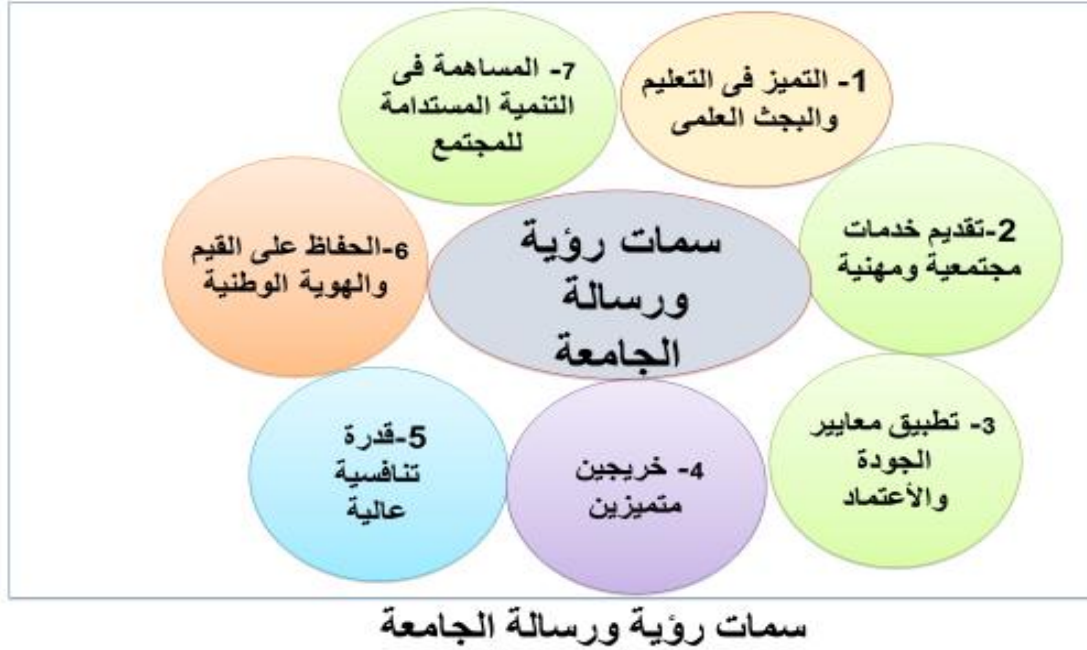 سمات رؤية
ورسالة
الجامعة
1- التميز فى التعليم
والبجث العلمى
2-تقديم خدمات
مجتمعية ومهنية
3- تطبيق معايير
الجودة
والأعتماد
4- خريجين
متميزين
5-قدرة
تنافسية
عالية
6-الحفاظ على القيم
والهوية الوطنية
7- المساهمة فى
التنمية المستدامة
للمجتمع
سمات رؤية ورسالة الجامعة